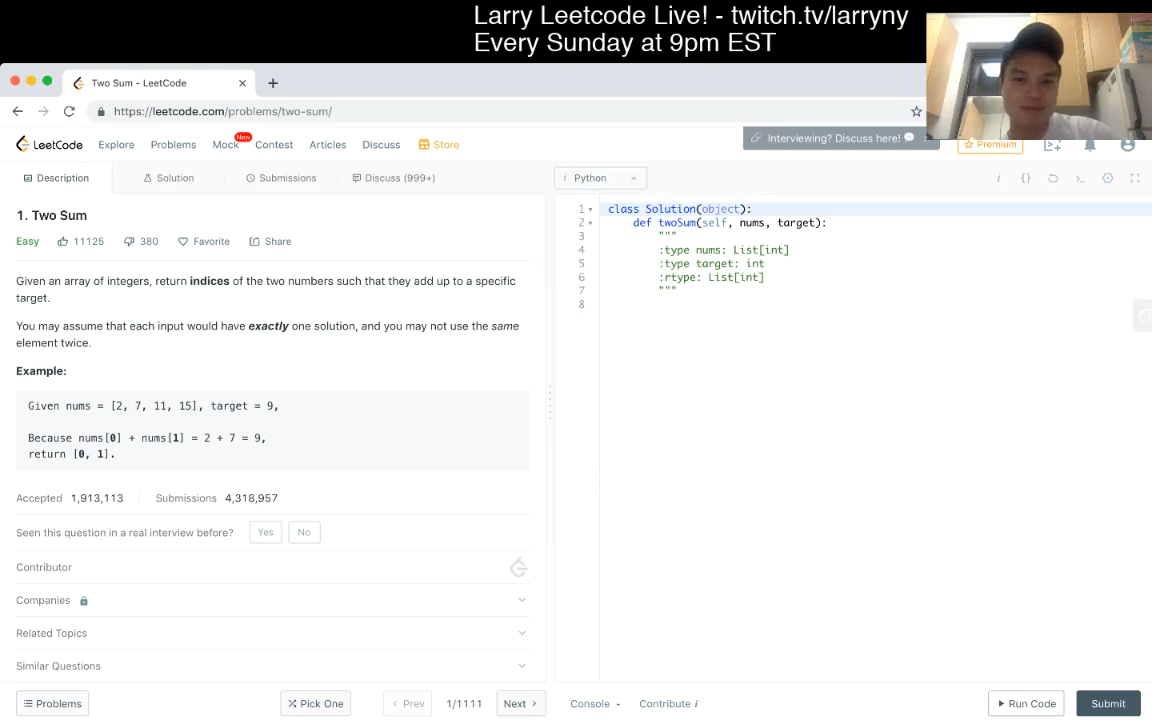 Larry Leetcode Live! - twitch.tv/larryny
Every Sunday at 9pm EST
Two Sum - LeetCode
https://leetcode.com/problems/two-sum/
LeetCode
Explore
Problems
Mock
New
Contest
Articles
Discuss
Store
Interviewing? Discuss here!
Premium
Description
Solution
Submissions
Discuss (999+)
i Python
i
{}
1. Two Sum
Easy
11125
380
Favorite
Share
Given an array of integers, return indices of the two numbers such that they add up to a specific
target.
You may assume that each input would have exactly one solution, and you may not use the same
element twice.
Example:
Given nums = [2, 7, 11, 15], target = 9,
Because nums[0] + nums[1] = 2 + 7 = 9,
return [0, 1].
Accepted 1,913,113
Submissions 4,318,957
Seen this question in a real interview before?
Yes
No
Contributor
Companies
Related Topics
Similar Questions
1 class Solution(object):
2 def twoSum(self, nums, target):
3 """
4 :type nums: List[int]
5 :type target: int
6 :rtype: List[int]
7 """
8
Problems
Pick One
< Prev
1/1111
Next >
Console
Contribute i
Run Code
Submit